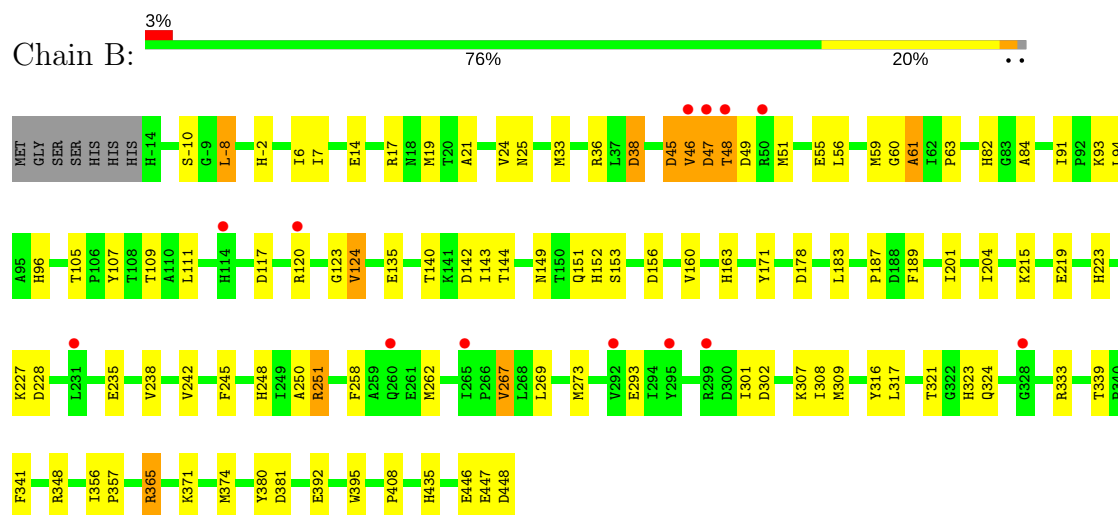 3%
Chain B:
76% 20% • •
MET GLY SER SER HIS HIS HIS H-14 S-10 G-9 L-8 H-2 I6 I7 E14 R17 N18 M19 T20 A21 V24 N25 M33 R36 L37 D38 D45 V46 D47 T48 D49 R50 M51 E55 L56 M59 G60 A61 I62 P63 H82 G83 A84 I91 P92 K93 L94
A95 H96 T105 P106 Y107 T108 T109 A110 L111 H114 D117 R120 G123 V124 E135 T140 K141 D142 I143 T144 N149 T150 Q151 H152 S153 D156 V160 H163 Y171 D178 L183 P187 D188 F189 I201 I204 K215 E219 H223
K227 D228 L231 E235 V238 V242 F245 H248 I249 A250 R251 F258 A259 Q260 E261 M262 I265 P266 V267 L268 L269 M273 V292 E293 I294 Y295 R299 D300 I301 D302 K307 I308 M309 Y316 L317 T321 G322 H323 Q324 G328 R333 T339
F341 R348 I356 P357 R365 K371 M374 Y380 D381 E392 W395 P408 H435 E446 E447 D448